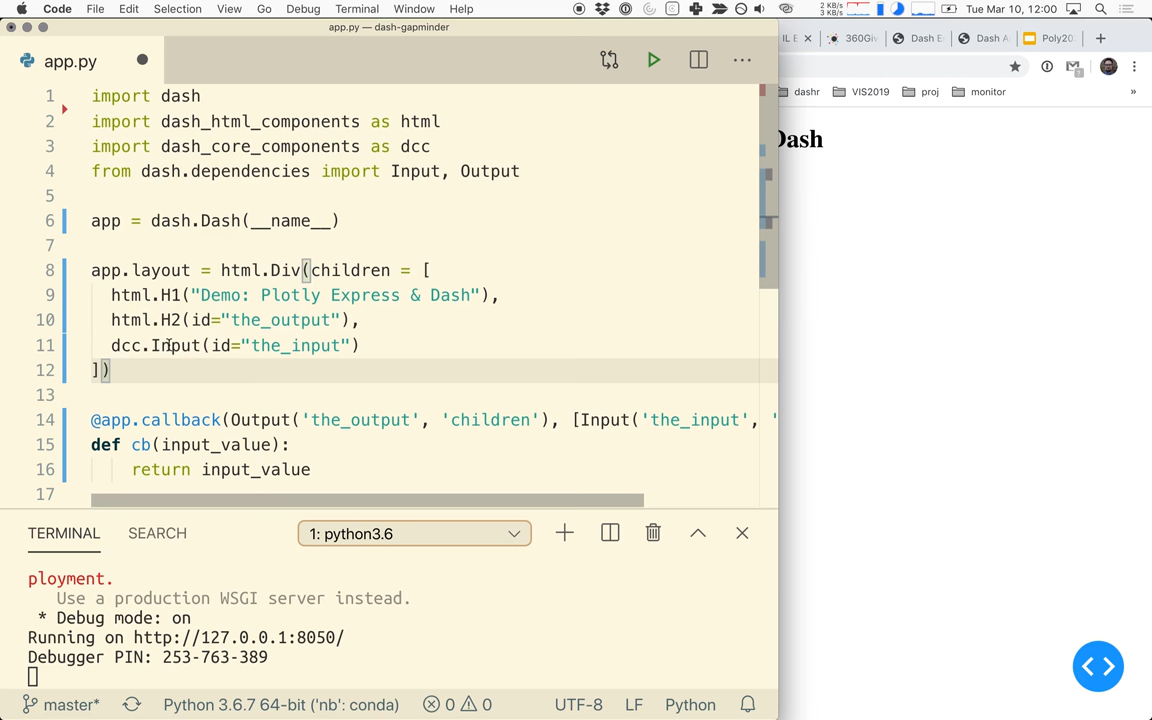 Code File Edit Selection View Go Debug Terminal Window Help 2 KB/s 3 KB/s Tue Mar 10, 12:00
app.py — dash-gapminder
app.py
IL E 360Giv Dash E Dash A Poly20
dashr VIS2019 proj monitor »
1 import dash
2 import dash_html_components as html
3 import dash_core_components as dcc
4 from dash.dependencies import Input, Output
5
6 app = dash.Dash(__name__)
7
8 app.layout = html.Div(children = [
9 html.H1("Demo: Plotly Express & Dash"),
10 html.H2(id="the_output"),
11 dcc.Input(id="the_input")
12 ])
13
14 @app.callback(Output('the_output', 'children'), [Input('the_input', '
15 def cb(input_value):
16 return input_value
17
Dash
TERMINAL SEARCH 1: python3.6
ployment.
Use a production WSGI server instead.
* Debug mode: on
Running on http://127.0.0.1:8050/
Debugger PIN: 253-763-389
master* Python 3.6.7 64-bit ('nb': conda) 0 0 UTF-8 LF Python